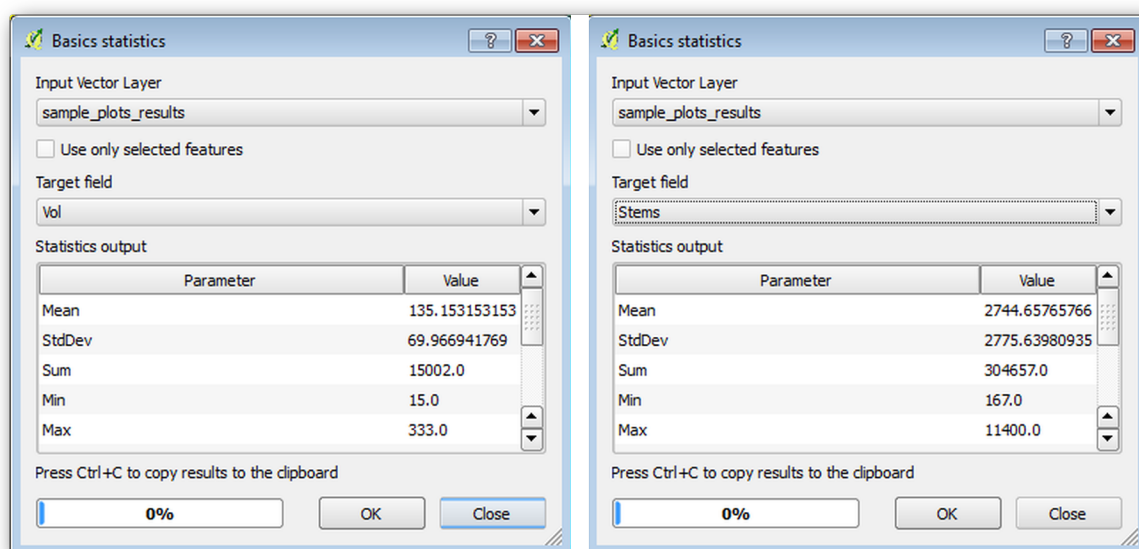 Basics statistics
?
Input Vector Layer
sample_plots_results
Use only selected features
Target field
Vol
Statistics output
Parameter Value
Mean 135.153153153
StdDev 69.966941769
Sum 15002.0
Min 15.0
Max 333.0
Press Ctrl+C to copy results to the clipboard
0% OK Close
Basics statistics
?
Input Vector Layer
sample_plots_results
Use only selected features
Target field
Stems
Statistics output
Parameter Value
Mean 2744.65765766
StdDev 2775.63980935
Sum 304657.0
Min 167.0
Max 11400.0
Press Ctrl+C to copy results to the clipboard
0% OK Close